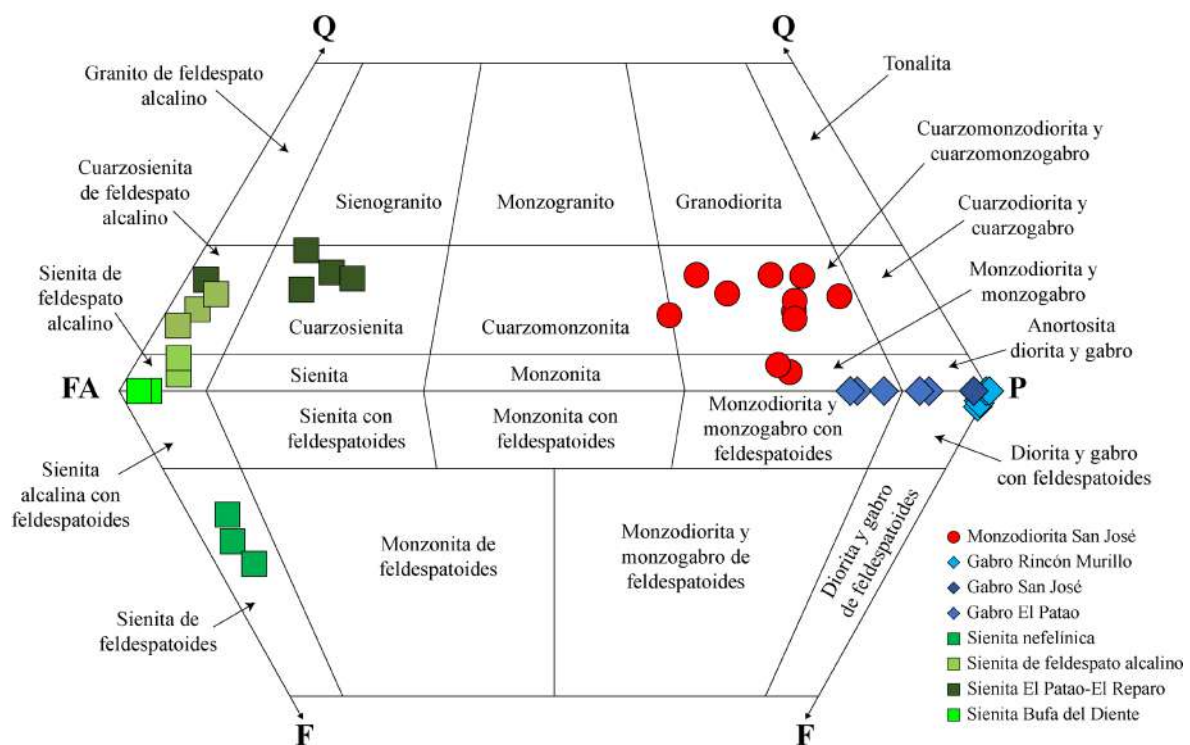 Q
Q
Granito de feldespato
alcalino
Tonalita
Cuarzosienita
de feldespato
alcalino
Cuarzomonzodiorita y
cuarzomonzogabro
Sienogranito
Monzogranito
Granodiorita
Cuarzodiorita y
cuarzogabro
Sienita de
feldespato
alcalino
Monzodiorita y
monzogabro
Cuarzosienita
Cuarzomonzonita
Anortosita
diorita y gabro
Sienita
Monzonita
FA
P
Sienita con
feldespatoides
Monzonita con
feldespatoides
Monzodiorita y
monzogabro con
feldespatoides
Diorita y gabro
con feldespatoides
Sienita
alcalina con
feldespatoides
Monzonita de
feldespatoides
Monzodiorita y
monzogabro de
feldespatoides
Diorita y gabro
de feldespatoides
Sienita de
feldespatoides
Monzodiorita San José
Gabro Rincón Murillo
Gabro San José
Gabro El Patao
Sienita nefelínica
Sienita de feldespato alcalino
Sienita El Patao-El Reparo
Sienita Bufa del Diente
F
F